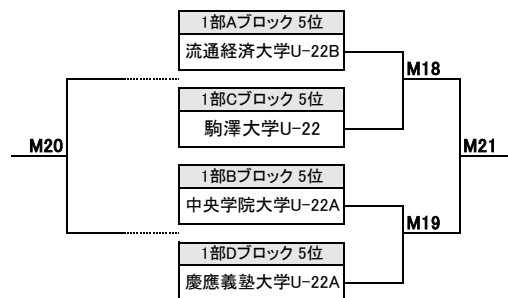 1部Aブロック 5位
流通経済大学U-22B
M18
1部Cブロック 5位
駒澤大学U-22
M20
M21
1部Bブロック 5位
中央学院大学U-22A
M19
1部Dブロック 5位
慶應義塾大学U-22A